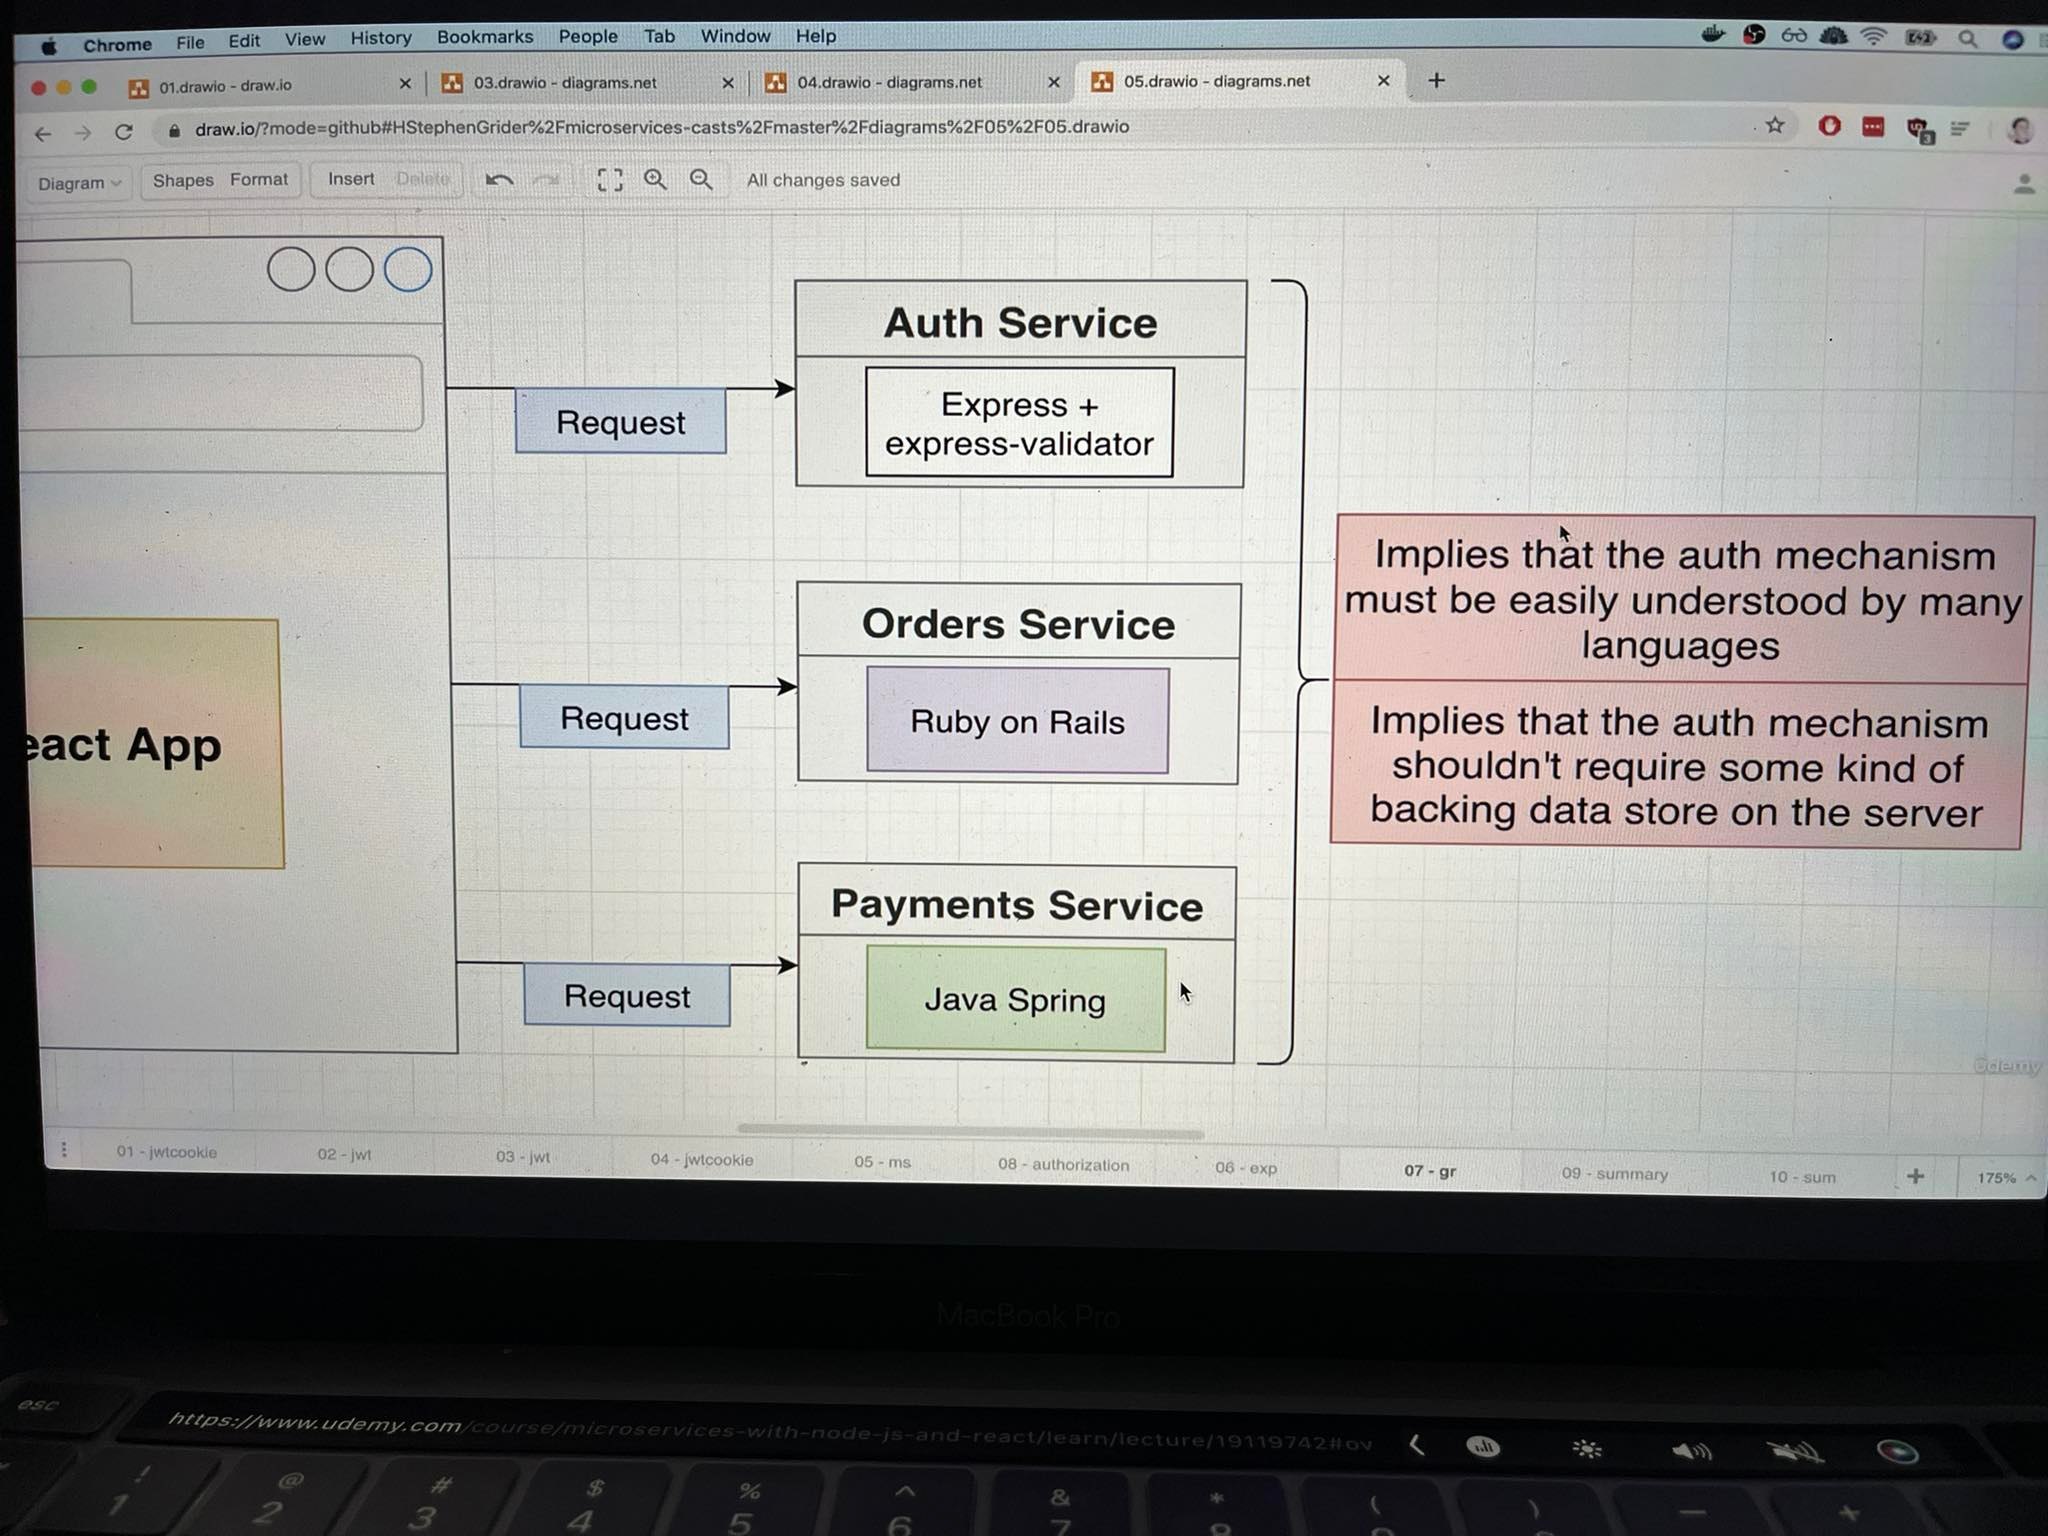 Chrome File Edit View History Bookmarks People Tab Window Help
01.drawio - draw.io
03.drawio - diagrams.net
04.drawio - diagrams.net
05.drawio - diagrams.net
draw.io/?mode=github#HStephenGrider%2Fmicroservices-casts%2Fmaster%2Fdiagrams%2F05%2F05.drawio
3
Diagram Shapes Format Insert Delete All changes saved
Auth Service
Express +
express-validator
Request
Orders Service
Ruby on Rails
Request
eact App
Payments Service
Java Spring
Request
Implies that the auth mechanism
must be easily understood by many
languages
Implies that the auth mechanism
shouldn't require some kind of
backing data store on the server
Udemy
01 - jwtcookie 02 - jwt 03 - jwt 04 - jwtcookie 05 - ms 08 - authorization 06 - exp 07 - gr 09 - summary 10 - sum + 175%
MacBook Pro
esc
https://www.udemy.com/course/microservices-with-node-js-and-react/learn/lecture/19119742#ov
! @ # $ % ^ & * ( ) — +
1 2 3 4 5 6 7